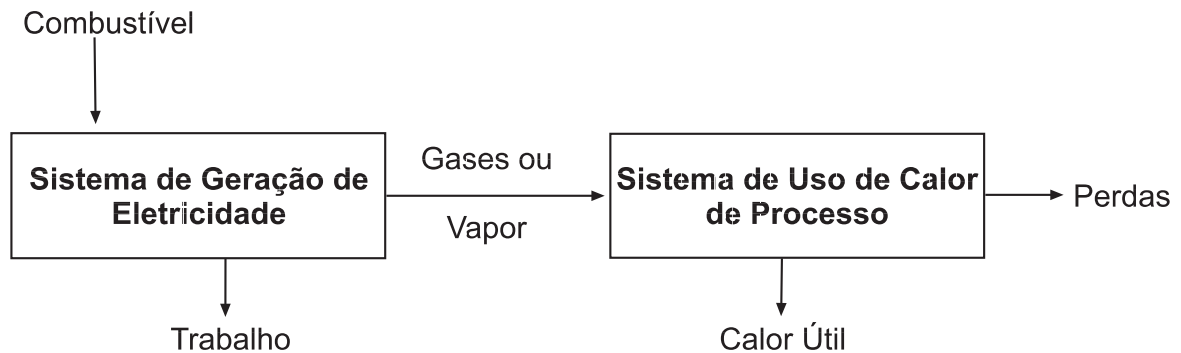 Combustível
Sistema de Geração de
Eletricidade
Gases ou
Vapor
Sistema de Uso de Calor
de Processo
Perdas
Trabalho
Calor Útil